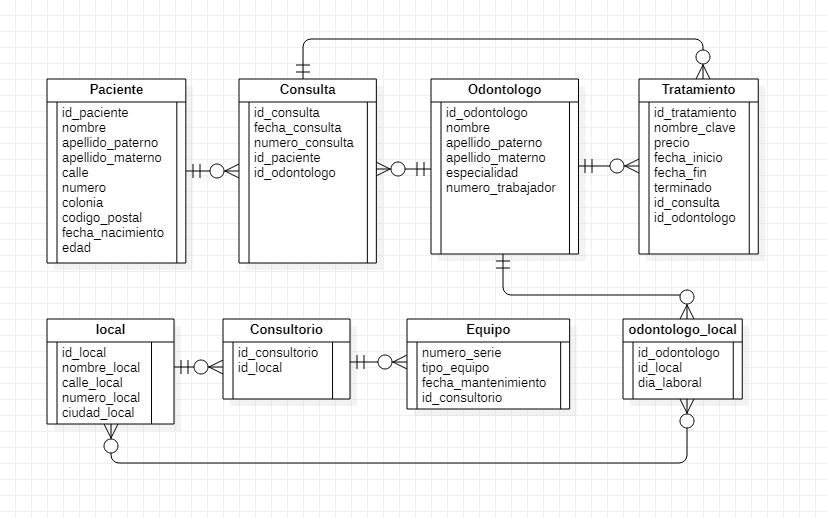 Paciente
id_paciente
nombre
apellido_paterno
apellido_materno
calle
numero
colonia
codigo_postal
fecha_nacimiento
edad
Consulta
id_consulta
fecha_consulta
numero_consulta
id_paciente
id_odontologo
Odontologo
id_odontologo
nombre
apellido_paterno
apellido_materno
especialidad
numero_trabajador
Tratamiento
id_tratamiento
nombre_clave
precio
fecha_inicio
fecha_fin
terminado
id_consulta
id_odontologo
local
id_local
nombre_local
calle_local
numero_local
ciudad_local
Consultorio
id_consultorio
id_local
Equipo
numero_serie
tipo_equipo
fecha_mantenimiento
id_consultorio
odontologo_local
id_odontologo
id_local
dia_laboral